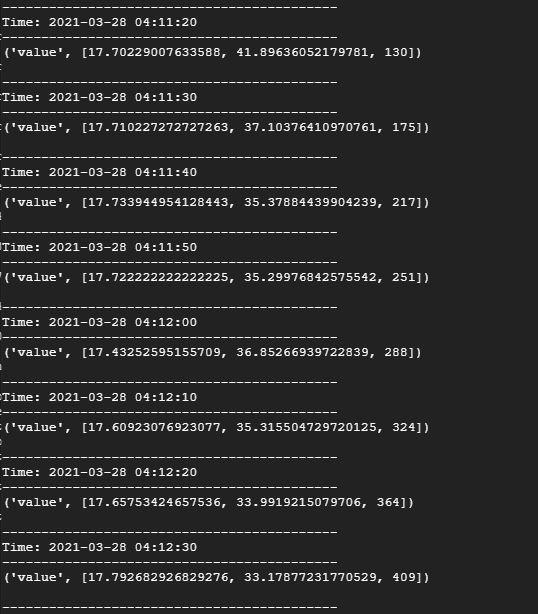 -------------------------------------------
Time: 2021-03-28 04:11:20
-------------------------------------------
('value', [17.70229007633588, 41.89636052179781, 130])
-------------------------------------------
Time: 2021-03-28 04:11:30
-------------------------------------------
('value', [17.710227272727263, 37.10376410970761, 175])
-------------------------------------------
Time: 2021-03-28 04:11:40
-------------------------------------------
('value', [17.733944954128443, 35.37884439904239, 217])
-------------------------------------------
Time: 2021-03-28 04:11:50
-------------------------------------------
('value', [17.722222222222225, 35.29976842575542, 251])
-------------------------------------------
Time: 2021-03-28 04:12:00
-------------------------------------------
('value', [17.43252595155709, 36.85266939722839, 288])
-------------------------------------------
Time: 2021-03-28 04:12:10
-------------------------------------------
('value', [17.60923076923077, 35.315504729720125, 324])
-------------------------------------------
Time: 2021-03-28 04:12:20
-------------------------------------------
('value', [17.65753424657536, 33.9919215079706, 364])
-------------------------------------------
Time: 2021-03-28 04:12:30
-------------------------------------------
('value', [17.792682926829276, 33.17877231770529, 409])
-------------------------------------------